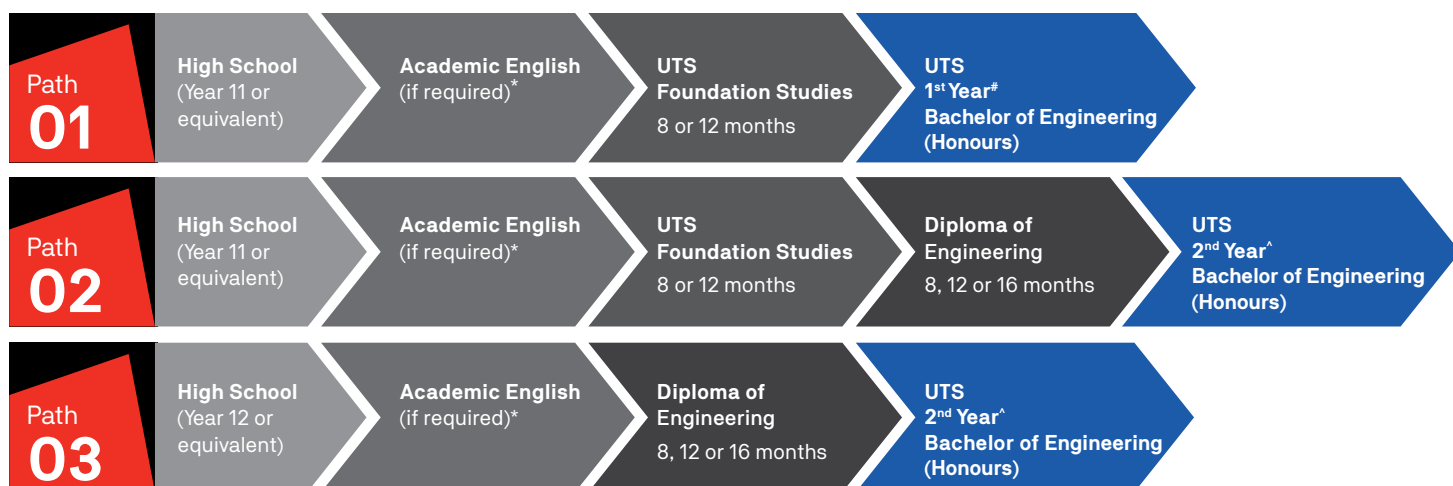 Path
01
High School
(Year 11 or
equivalent)
Academic English
(if required)*
UTS
Foundation Studies
8 or 12 months
UTS
1st Year#
Bachelor of Engineering
(Honours)
Path
02
High School
(Year 11 or
equivalent)
Academic English
(if required)*
UTS
Foundation Studies
8 or 12 months
Diploma of
Engineering
8, 12 or 16 months
UTS
2nd Year^
Bachelor of Engineering
(Honours)
Path
03
High School
(Year 12 or
equivalent)
Academic English
(if required)*
Diploma of
Engineering
8, 12 or 16 months
UTS
2nd Year^
Bachelor of Engineering
(Honours)